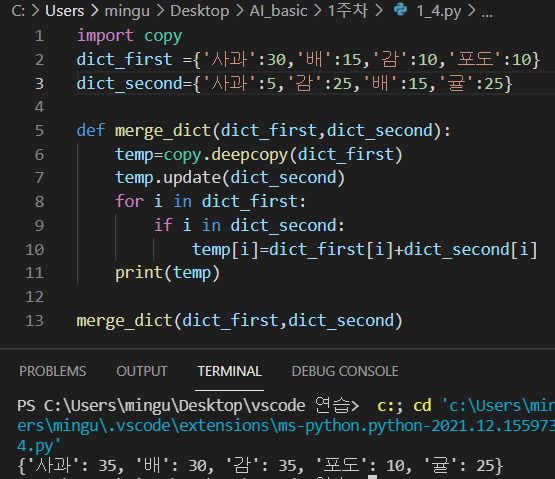 C: > Users > mingu > Desktop > AI_basic > 1주차 > 1_4.py > ...
1 import copy
2 dict_first ={'사과':30,'배':15,'감':10,'포도':10}
3 dict_second={'사과':5,'감':25,'배':15,'귤':25}
4
5 def merge_dict(dict_first,dict_second):
6     temp=copy.deepcopy(dict_first)
7     temp.update(dict_second)
8     for i in dict_first:
9         if i in dict_second:
10             temp[i]=dict_first[i]+dict_second[i]
11     print(temp)
12
13 merge_dict(dict_first,dict_second)
PROBLEMS OUTPUT TERMINAL DEBUG CONSOLE
PS C:\Users\mingu\Desktop\vscode 연습>  c:; cd 'c:\Users\min
ers\mingu\.vscode\extensions\ms-python.python-2021.12.155973
4.py'
{'사과': 35, '배': 30, '감': 35, '포도': 10, '귤': 25}